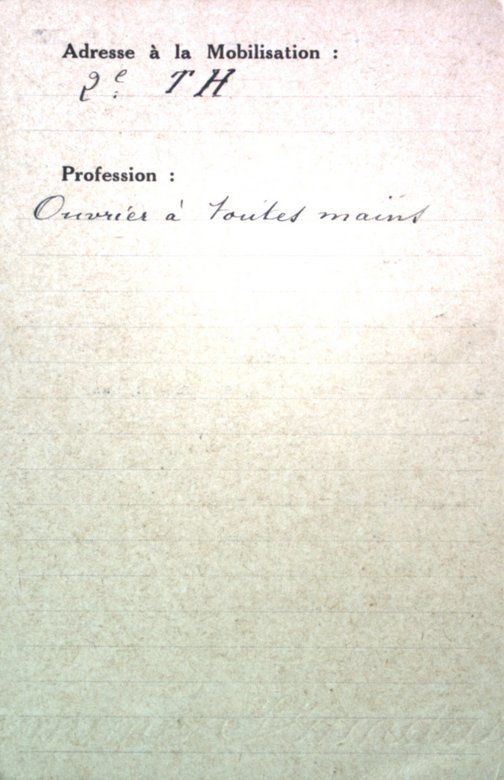 Adresse à la Mobilisation :
2e TH
Profession :
Ouvrier à toutes mains